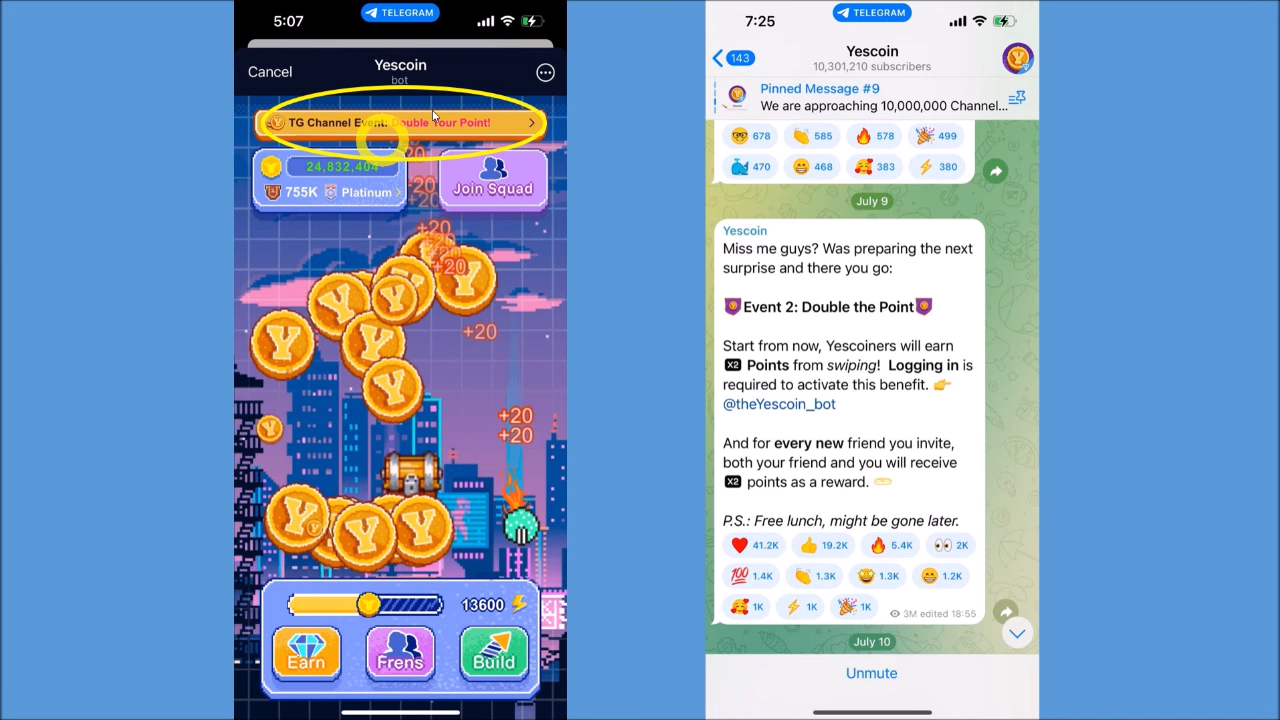 5:07
TELEGRAM
Cancel
Yescoin
bot
TG Channel Event: Double Your Point!
24,832,404
755K Platinum
Join Squad
+20
+20
-20
+20
+20
+20
+20
+20
+20
+20
+20
13600
Earn
Frens
Build
7:25
TELEGRAM
143
Yescoin
10,301,210 subscribers
Pinned Message #9
We are approaching 10,000,000 Channel...
678 585 578 499
470 468 383 380
July 9
Yescoin
Miss me guys? Was preparing the next
surprise and there you go:
Event 2: Double the Point
Start from now, Yescoiners will earn
X2 Points from swiping! Logging in is
required to activate this benefit.
@theYescoin_bot
And for every new friend you invite,
both your friend and you will receive
X2 points as a reward.
P.S.: Free lunch, might be gone later.
41.2K 19.2K 5.4K 2K
100 1.4K 1.3K 1.3K 1.2K
1K 1K 1K 3M edited 18:55
July 10
Unmute